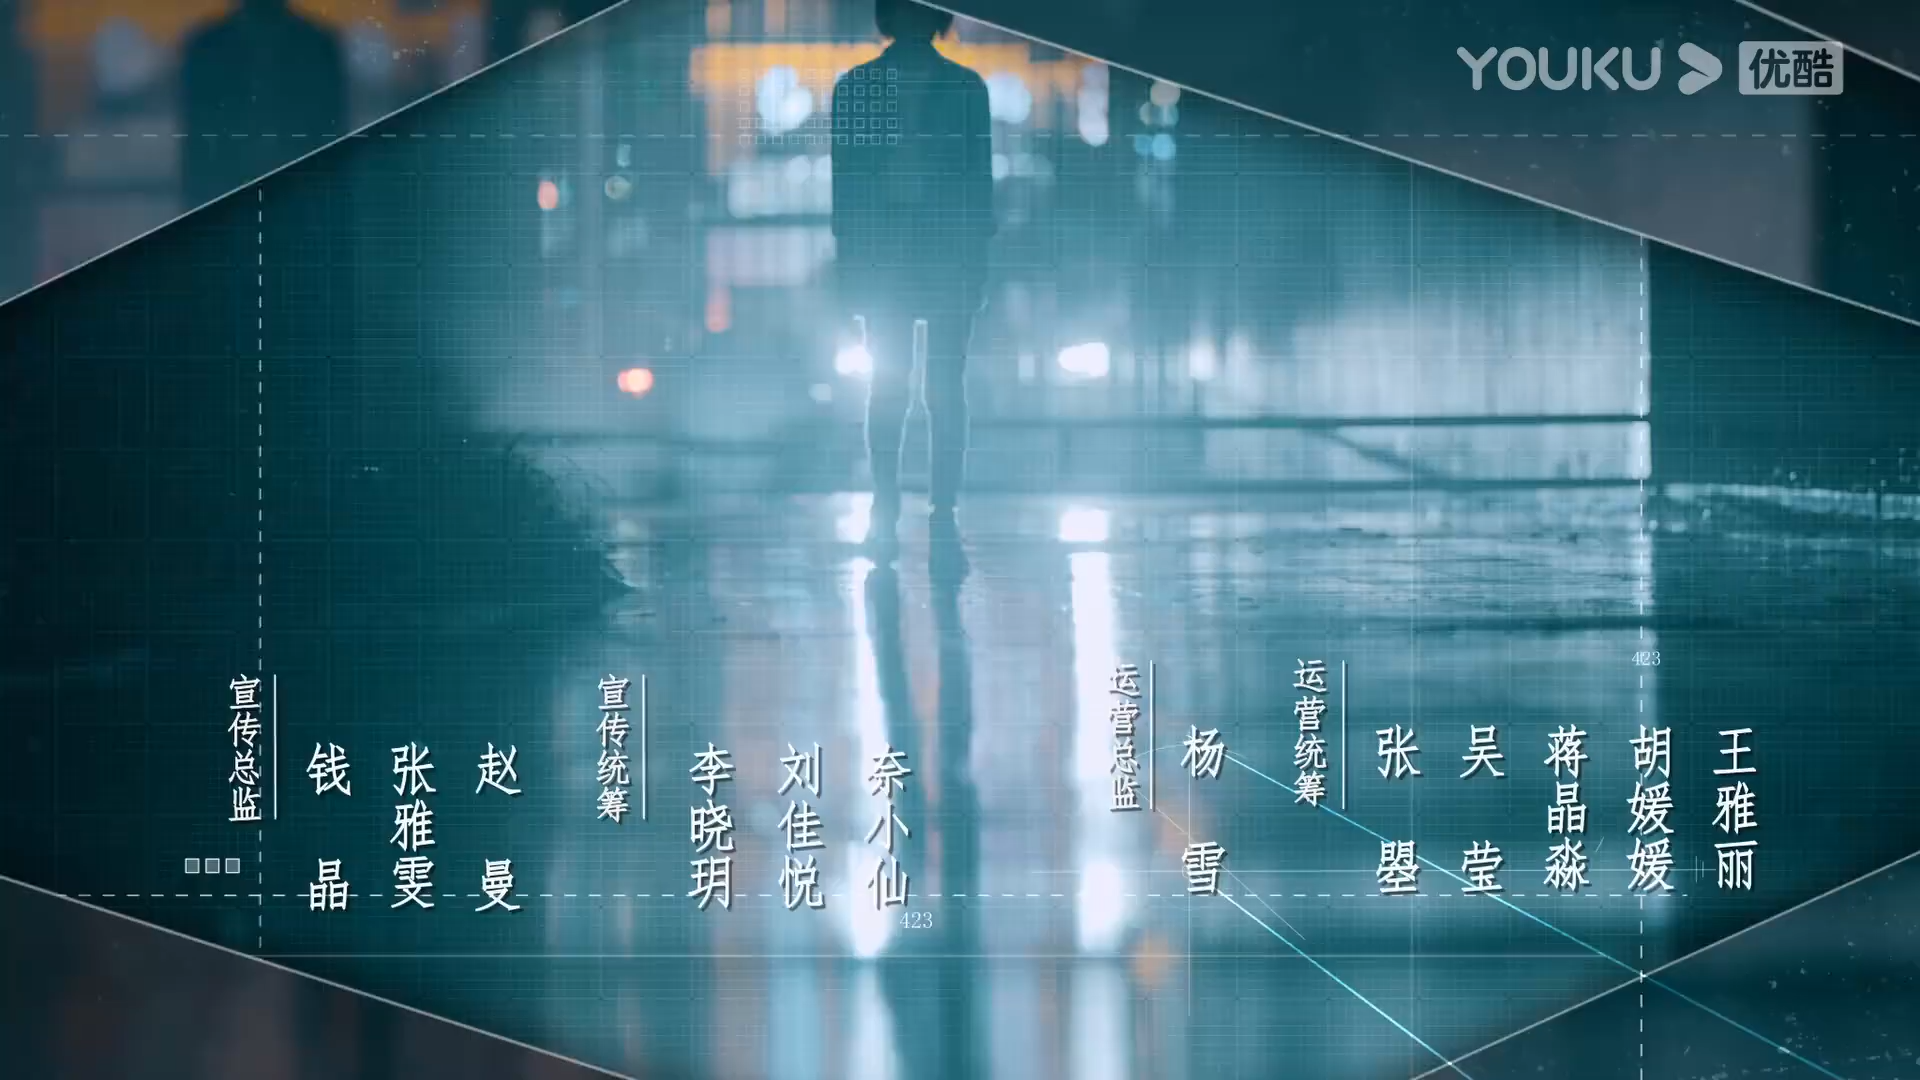 YOUKU 优酷
宣传总监
钱晶
张雅雯
赵曼
宣传统筹
李晓玥
刘佳悦
奈小仙
运营总监
杨雪
运营统筹
张曌
吴莹
蒋晶淼
胡媛媛
王雅丽
423
423